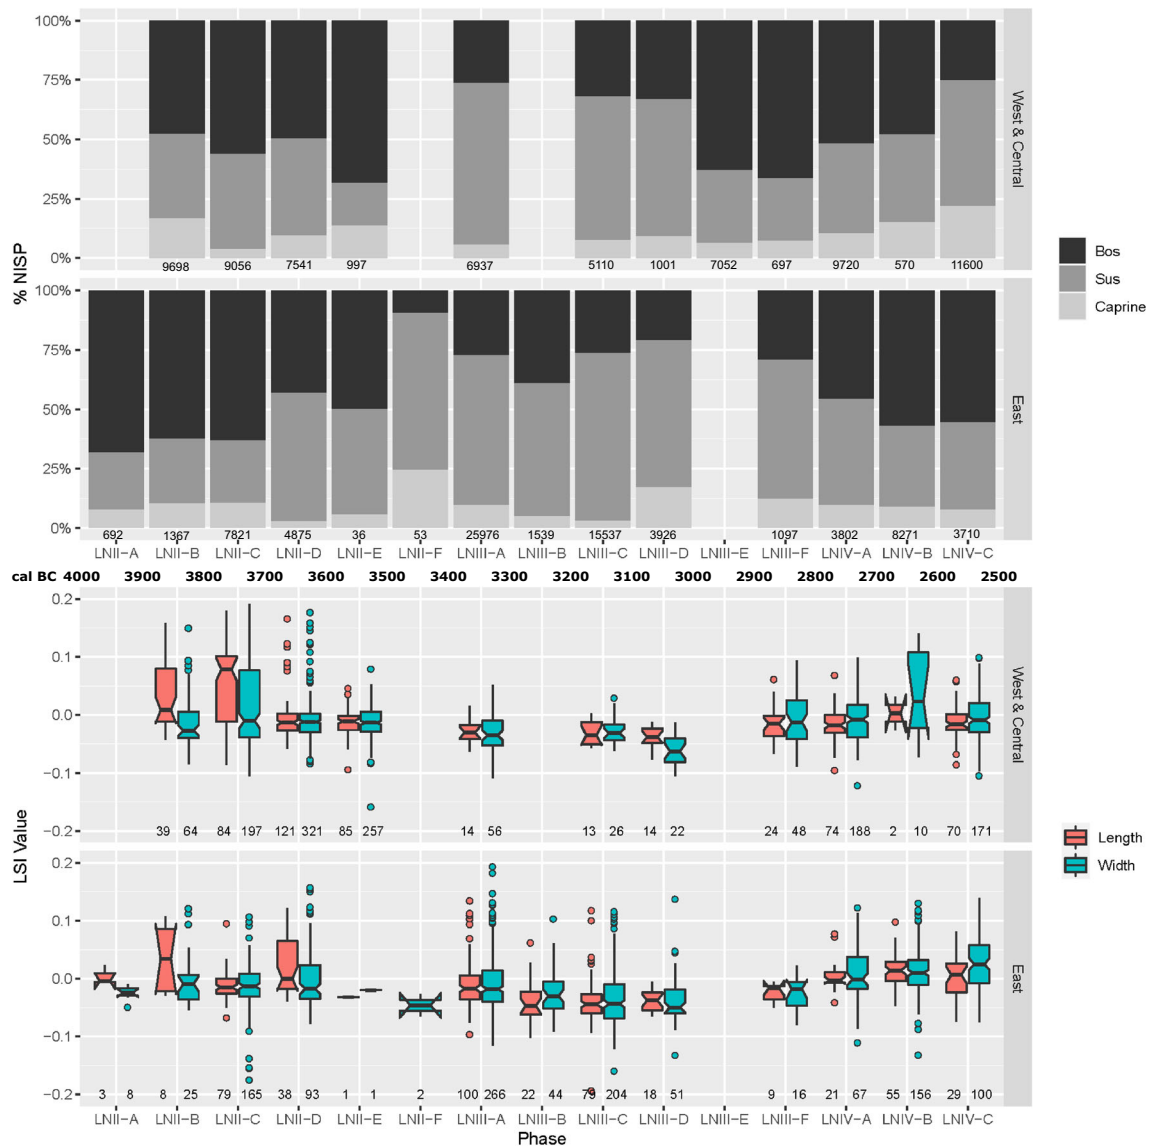 100%
75%
50%
25%
0%
9698 9056 7541 997 6937 5110 1001 7052 697 9720 570 11600
West & Central
% NISP
Bos
Sus
Caprine
100%
75%
50%
25%
0%
692 1367 7821 4875 36 53 25976 1539 15537 3926 1097 3802 8271 3710
East
LNII-A LNII-B LNII-C LNII-D LNII-E LNII-F LNIII-A LNIII-B LNIII-C LNIII-D LNIII-E LNIII-F LNIV-A LNIV-B LNIV-C
cal BC 4000 3900 3800 3700 3600 3500 3400 3300 3200 3100 3000 2900 2800 2700 2600 2500
0.2
0.1
0.0
-0.1
-0.2
39 64 84 197 121 321 85 257 14 56 13 26 14 22 24 48 74 188 2 10 70 171
West & Central
LSI Value
Length
Width
0.2
0.1
0.0
-0.1
-0.2
3 8 8 25 79 165 38 93 1 1 2 100 266 22 44 79 204 18 51 9 16 21 67 55 156 29 100
East
LNII-A LNII-B LNII-C LNII-D LNII-E LNII-F LNIII-A LNIII-B LNIII-C LNIII-D LNIII-E LNIII-F LNIV-A LNIV-B LNIV-C
Phase